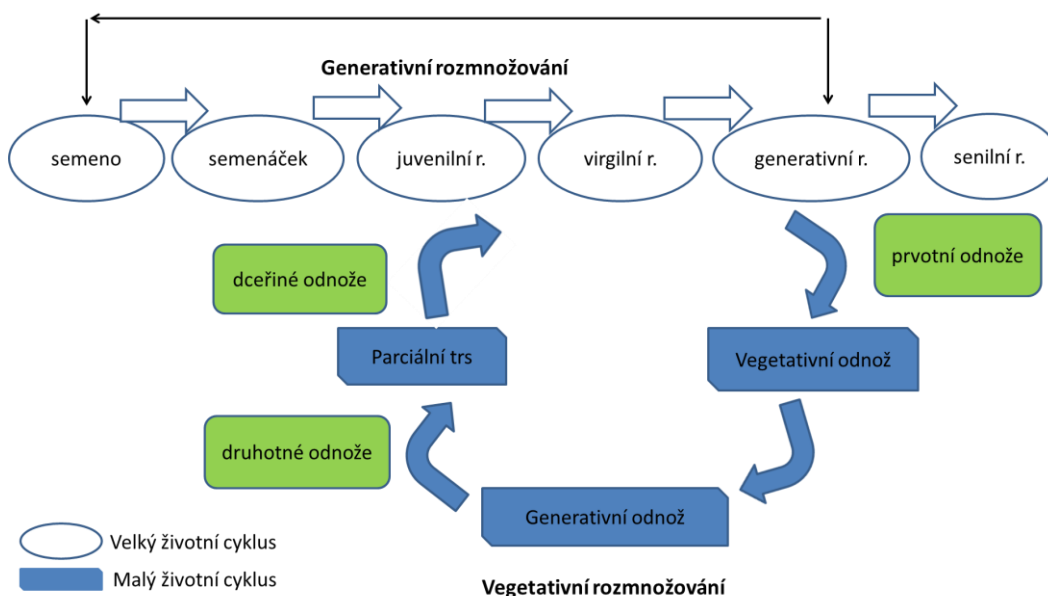 Generativní rozmnožování
semeno
semenáček
juvenilní r.
virgilní r.
generativní r.
senilní r.
dceřiné odnože
prvotní odnože
Parciální trs
Vegetativní odnož
druhotné odnože
Generativní odnož
Velký životní cyklus
Malý životní cyklus
Vegetativní rozmnožování